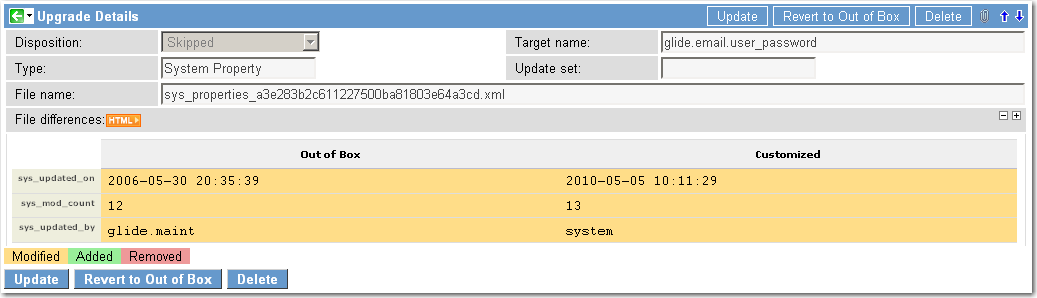 Upgrade Details Update Revert to Out of Box Delete
Disposition: Skipped Target name: glide.email.user_password
Type: System Property Update set:
File name: sys_properties_a3e283b2c611227500ba81803e64a3cd.xml
File differences: HTML
Out of Box Customized
sys_updated_on 2006-05-30 20:35:39 2010-05-05 10:11:29
sys_mod_count 12 13
sys_updated_by glide.maint system
Modified Added Removed
Update Revert to Out of Box Delete